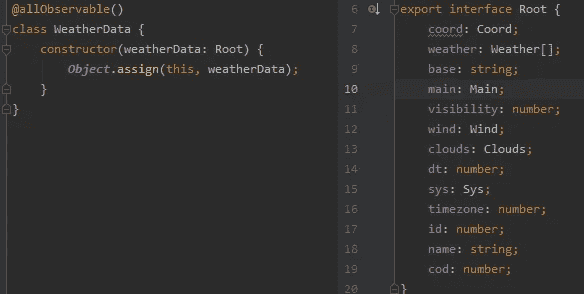 @allObservable()
class WeatherData {
constructor(weatherData: Root) {
Object.assign(this, weatherData);
}
}
6 export interface Root {
7 coord: Coord;
8 weather: Weather[];
9 base: string;
10 main: Main;
11 visibility: number;
12 wind: Wind;
13 clouds: Clouds;
14 dt: number;
15 sys: Sys;
16 timezone: number;
17 id: number;
18 name: string;
19 cod: number;
20 }